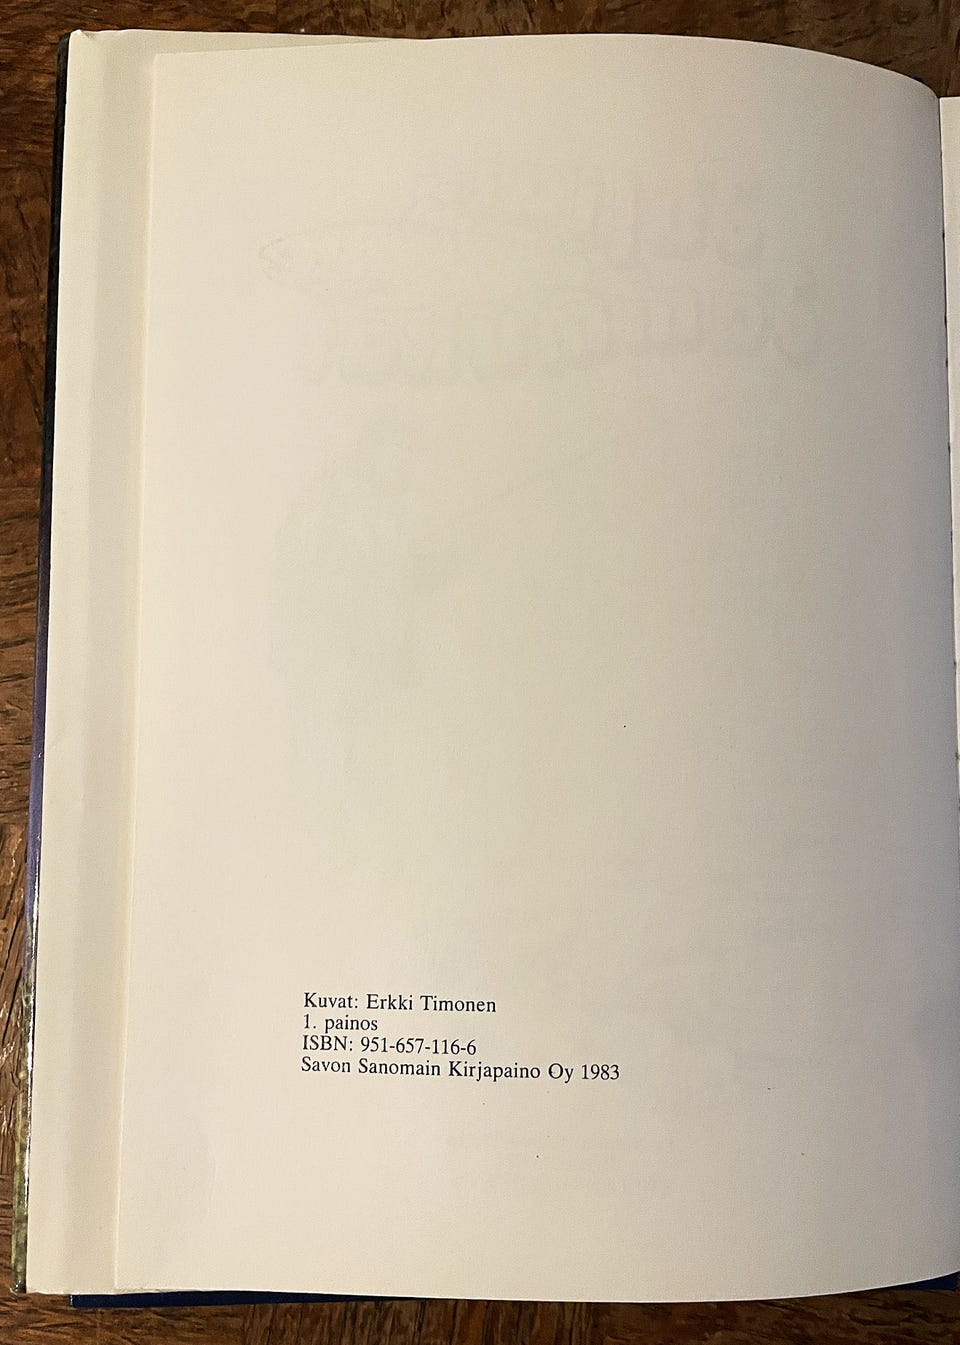 Kuvat: Erkki Timonen
1. painos
ISBN: 951-657-116-6
Savon Sanomain Kirjapaino Oy 1983